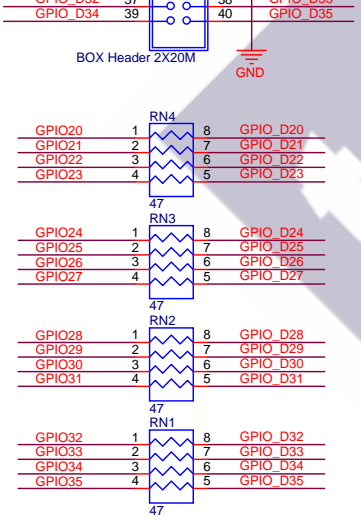 GPIO_D32 37 38 GPIO_D33
GPIO_D34 39 40 GPIO_D35
BOX Header 2X20M
GND
RN4
GPIO20 1 8 GPIO_D20
GPIO21 2 7 GPIO_D21
GPIO22 3 6 GPIO_D22
GPIO23 4 5 GPIO_D23
47
RN3
GPIO24 1 8 GPIO_D24
GPIO25 2 7 GPIO_D25
GPIO26 3 6 GPIO_D26
GPIO27 4 5 GPIO_D27
47
RN2
GPIO28 1 8 GPIO_D28
GPIO29 2 7 GPIO_D29
GPIO30 3 6 GPIO_D30
GPIO31 4 5 GPIO_D31
47
RN1
GPIO32 1 8 GPIO_D32
GPIO33 2 7 GPIO_D33
GPIO34 3 6 GPIO_D34
GPIO35 4 5 GPIO_D35
47